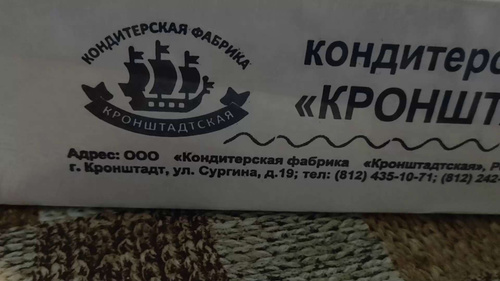 КОНДИТЕРСКАЯ ФАБРИКА
КРОНШТАДТСКАЯ
кондитерс
«КРОНШТ
Адрес: ООО «Кондитерская фабрика «Кронштадтская», Р
г. Кронштадт, ул. Сургина, д.19; тел: (812) 435-10-71; (812) 242-